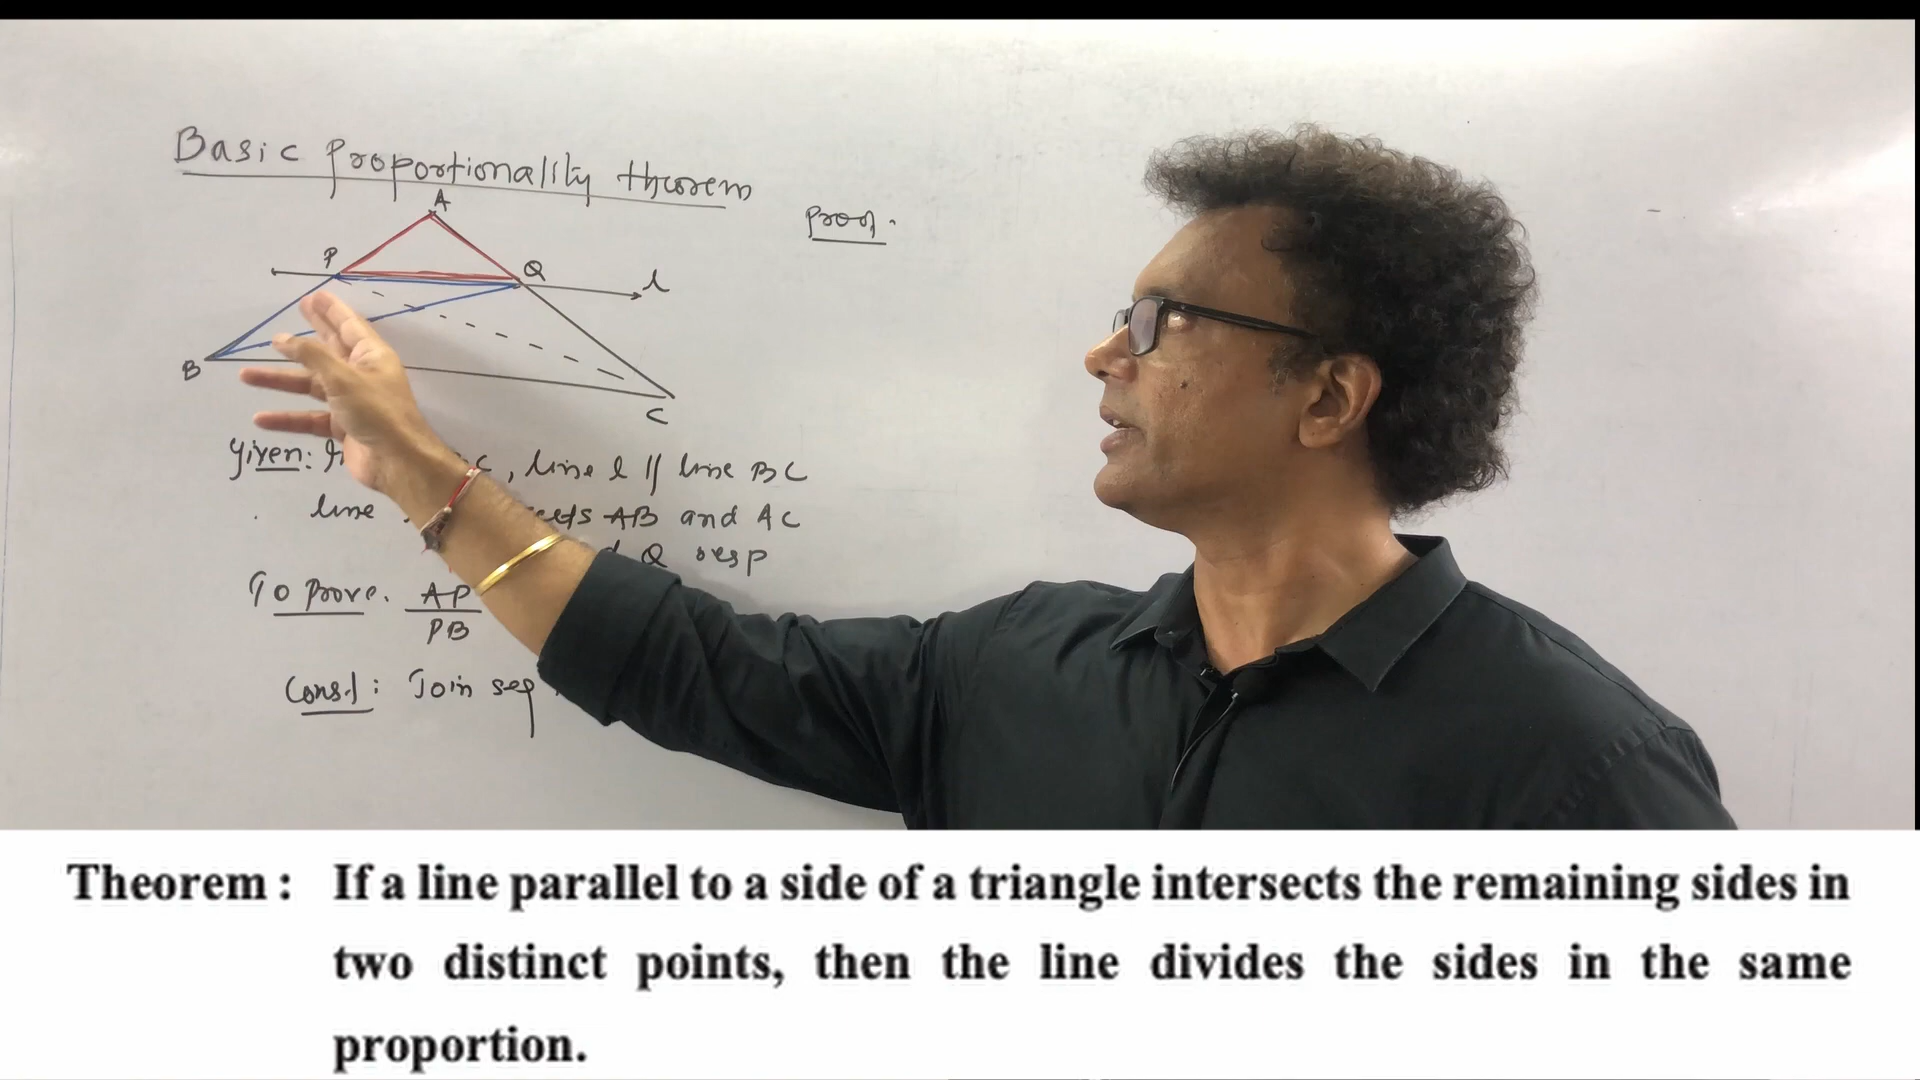 Basic proportionality theorem
A
P
Q
l
B
C
proof.
Given: , line l || line BC
line AB and AC
Q resp
To prove. AP
PB
Const: Join seg
Theorem : If a line parallel to a side of a triangle intersects the remaining sides in
two distinct points, then the line divides the sides in the same
proportion.